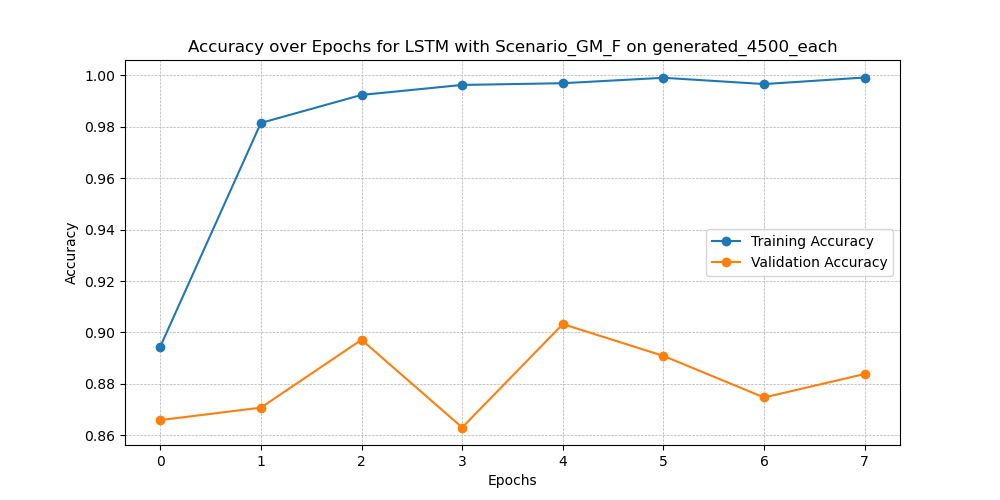 Accuracy over Epochs for LSTM with Scenario_GM_F on generated_4500_each
1.00
0.98
0.96
0.94
0.92
0.90
0.88
0.86
Accuracy
Training Accuracy
Validation Accuracy
0 1 2 3 4 5 6 7
Epochs